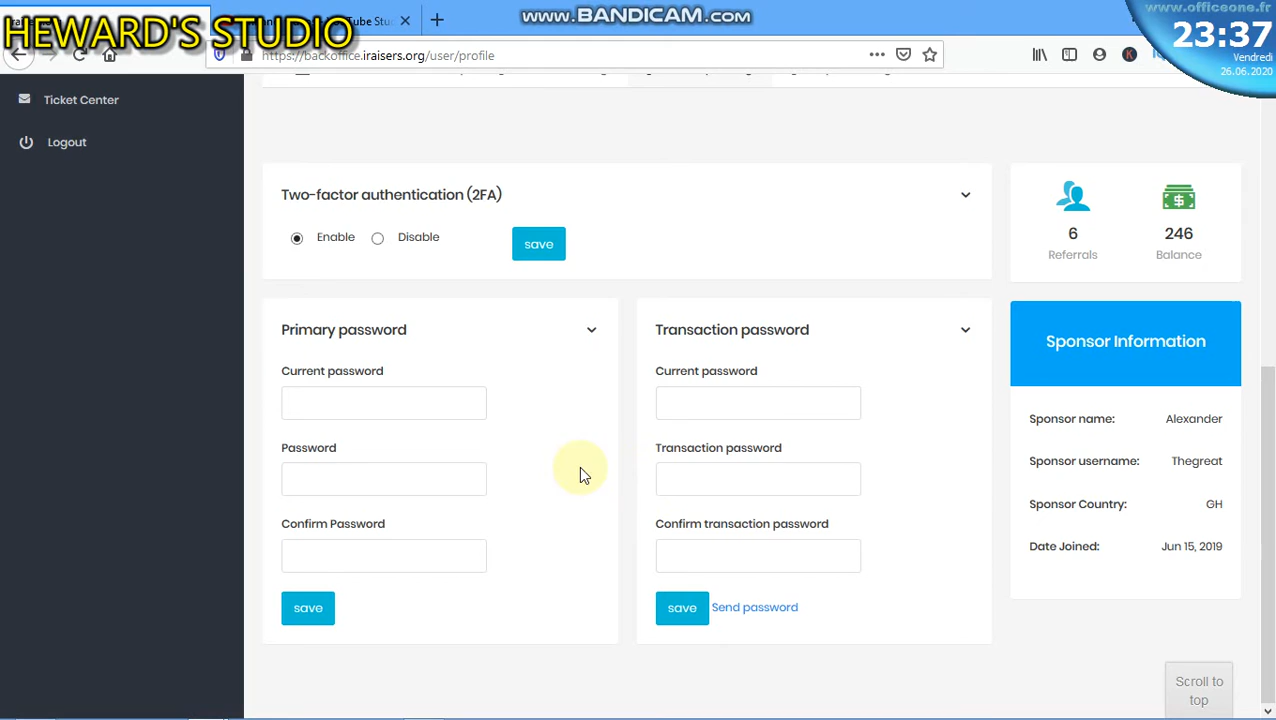 www.BANDICAM.com
www.officeone.fr
HEWARD'S STUDIO
23:37
Vendredi
26.06.2020
https://backoffice.iraisers.org/user/profile
Ticket Center
Logout
Two-factor authentication (2FA)
Enable
Disable
save
6
Referrals
246
Balance
Primary password
Current password
Password
Confirm Password
save
Transaction password
Current password
Transaction password
Confirm transaction password
save Send password
Sponsor Information
Sponsor name: Alexander
Sponsor username: Thegreat
Sponsor Country: GH
Date Joined: Jun 15, 2019
Scroll to
top